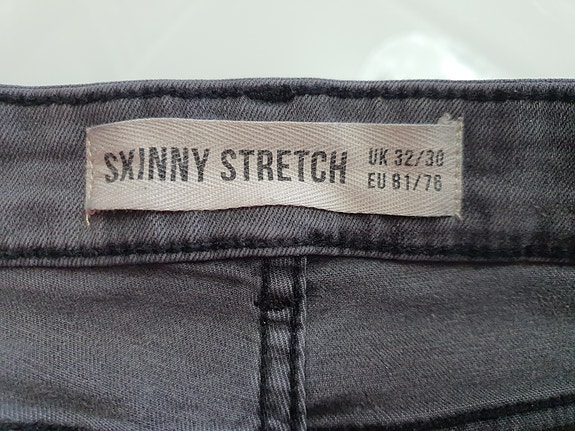 SKINNY STRETCH
UK 32/30
EU 81/76